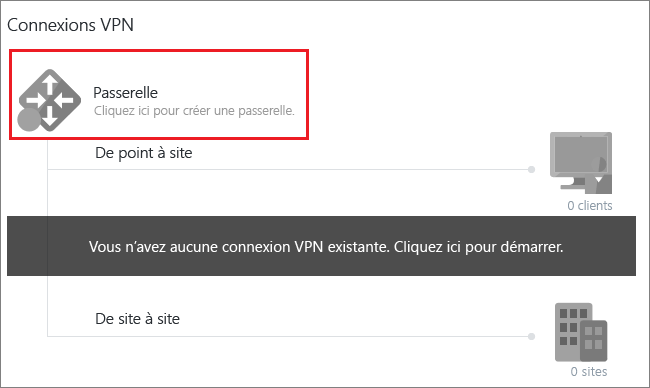 Connexions VPN
Passerelle
Cliquez ici pour créer une passerelle.
De point à site
0 clients
Vous n'avez aucune connexion VPN existante. Cliquez ici pour démarrer.
De site à site
0 sites